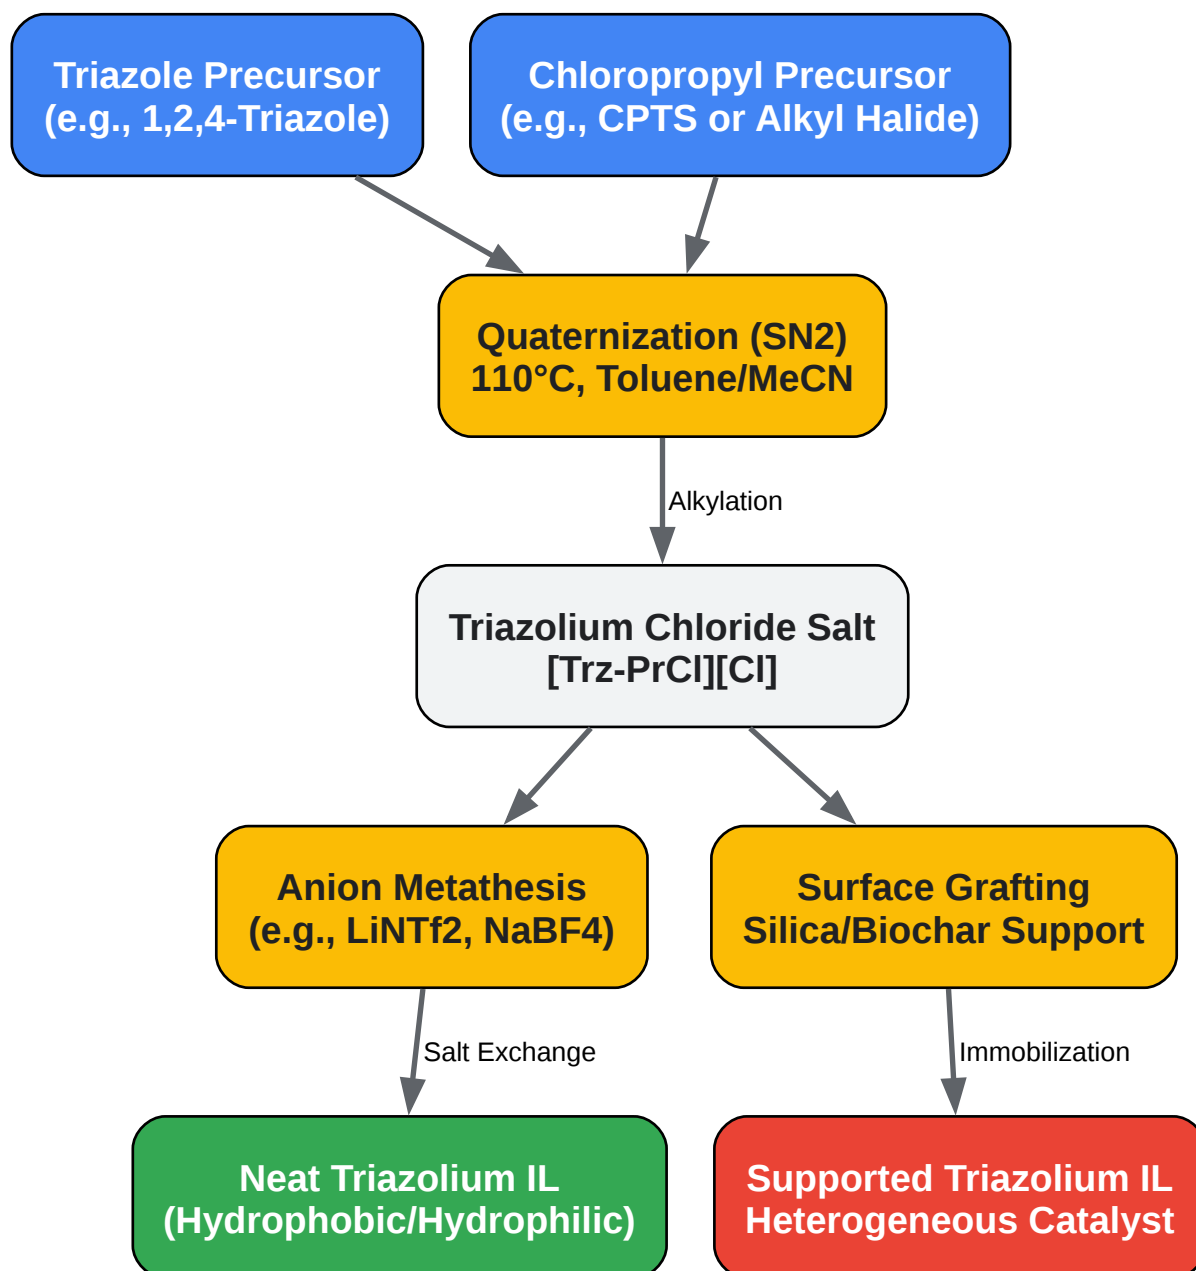 Triazole Precursor
(e.g., 1,2,4-Triazole)
Chloropropyl Precursor
(e.g., CPTS or Alkyl Halide)
Quaternization (SN2)
110°C, Toluene/MeCN
Alkylation
Triazolium Chloride Salt
[Trz-PrCl][Cl]
Anion Metathesis
(e.g., LiNTf2, NaBF4)
Surface Grafting
Silica/Biochar Support
Salt Exchange
Immobilization
Neat Triazolium IL
(Hydrophobic/Hydrophilic)
Supported Triazolium IL
Heterogeneous Catalyst